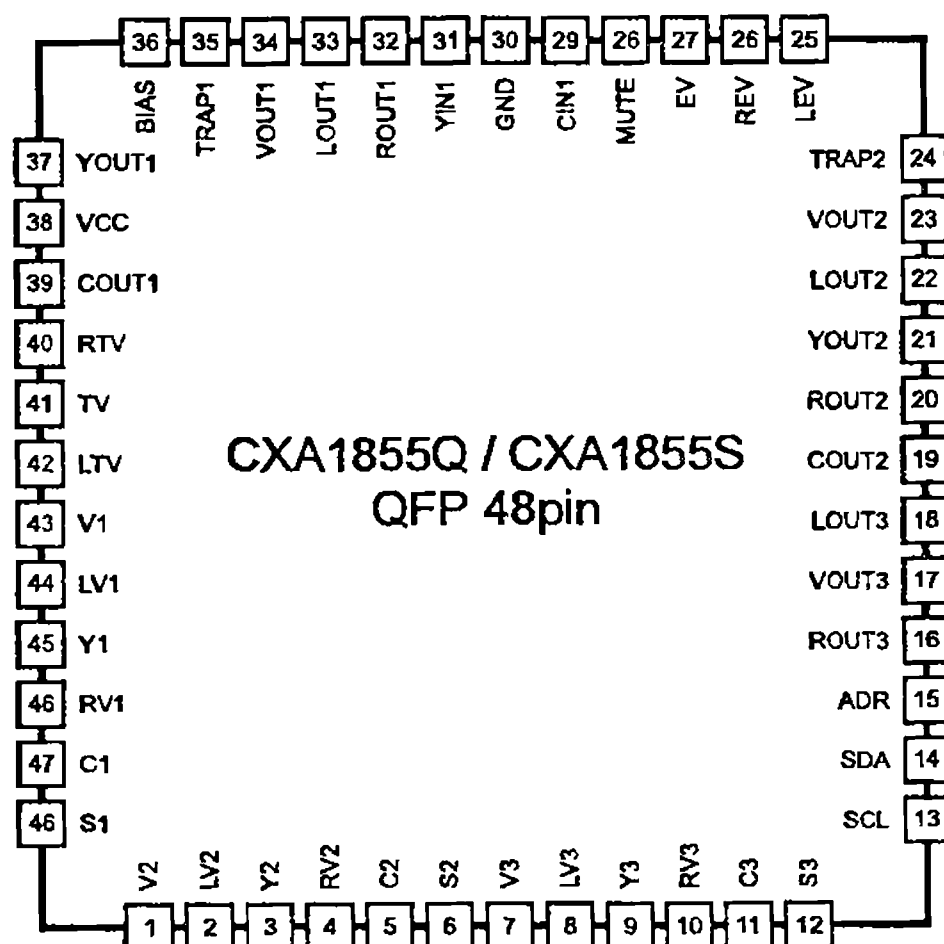 36 35 34 33 32 31 30 29 26 27 26 25
BIAS TRAP1 VOUT1 LOUT1 ROUT1 YIN1 GND CIN1 MUTE EV REV LEV
37 YOUT1
TRAP2 24
38 VCC
VOUT2 23
39 COUT1
LOUT2 22
40 RTV
YOUT2 21
41 TV
ROUT2 20
42 LTV
COUT2 19
CXA1855Q / CXA1855S
QFP 48pin
43 V1
LOUT3 18
44 LV1
VOUT3 17
45 Y1
ROUT3 16
46 RV1
ADR 15
47 C1
SDA 14
46 S1
SCL 13
V2 LV2 Y2 RV2 C2 S2 V3 LV3 Y3 RV3 C3 S3
1 2 3 4 5 6 7 8 9 10 11 12